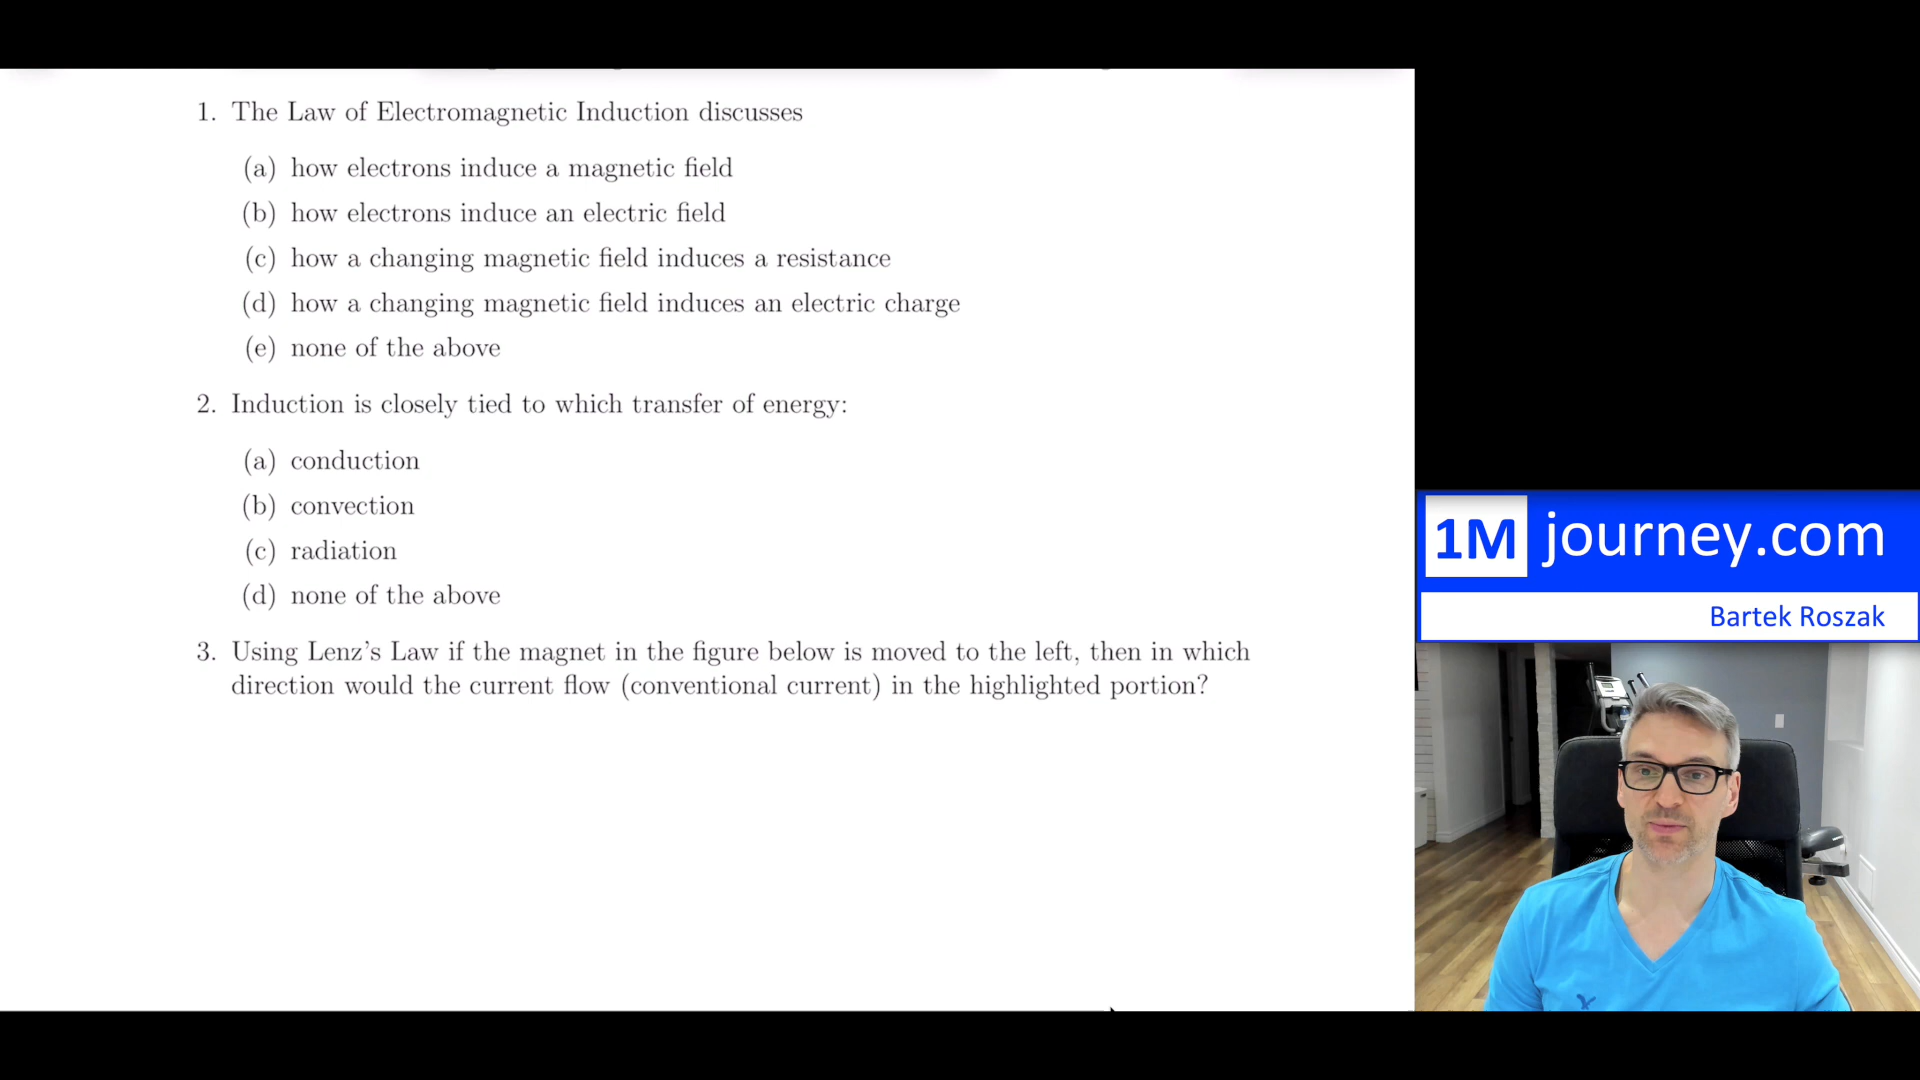 1. The Law of Electromagnetic Induction discusses
(a) how electrons induce a magnetic field
(b) how electrons induce an electric field
(c) how a changing magnetic field induces a resistance
(d) how a changing magnetic field induces an electric charge
(e) none of the above
2. Induction is closely tied to which transfer of energy:
(a) conduction
(b) convection
(c) radiation
(d) none of the above
3. Using Lenz's Law if the magnet in the figure below is moved to the left, then in which
direction would the current flow (conventional current) in the highlighted portion?
1M journey.com
Bartek Roszak